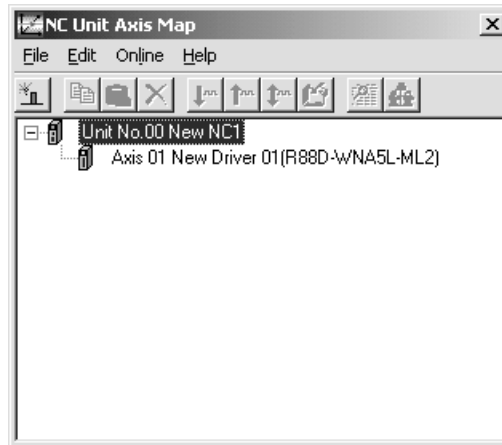 NC Unit Axis Map
File Edit Online Help
Unit No.00 New NC1
Axis 01 New Driver 01(R88D-WNA5L-ML2)